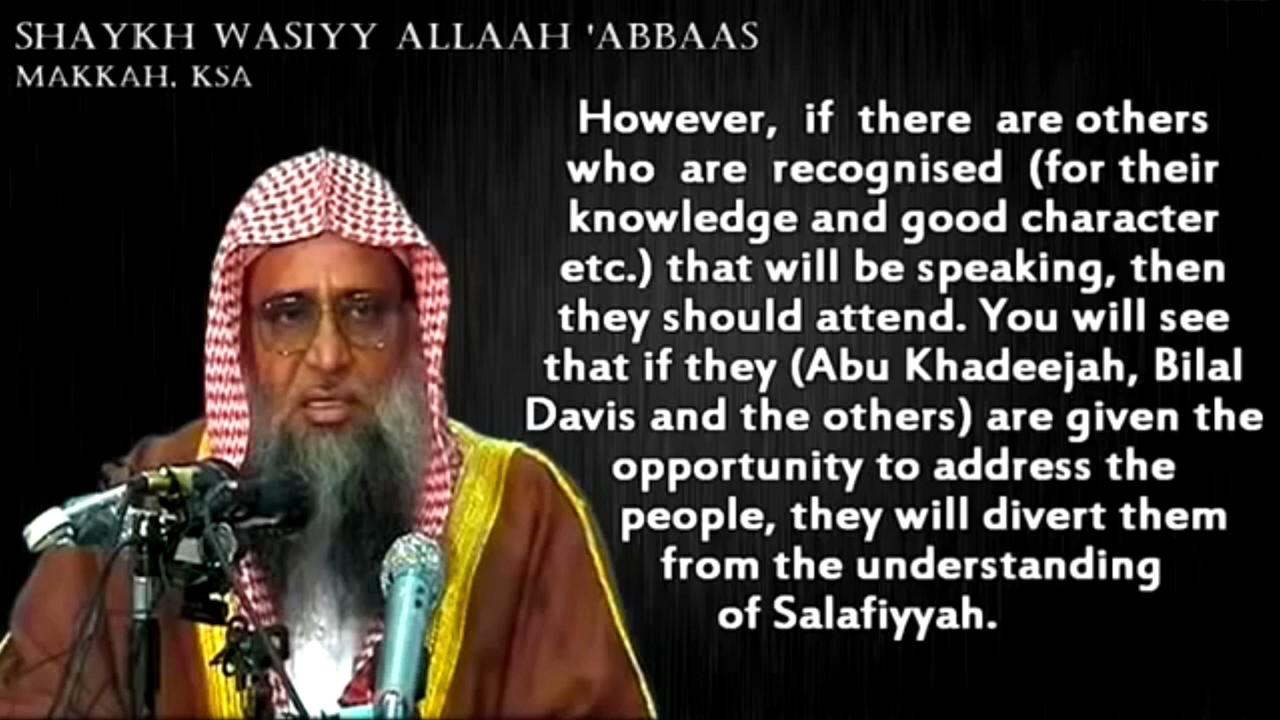 SHAYKH WASIYY ALLAAH 'ABBAAS
MAKKAH. KSA
However, if there are others
who are recognised (for their
knowledge and good character
etc.) that will be speaking, then
they should attend. You will see
that if they (Abu Khadeejah, Bilal
Davis and the others) are given the
opportunity to address the
people, they will divert them
from the understanding
of Salafiyyah.